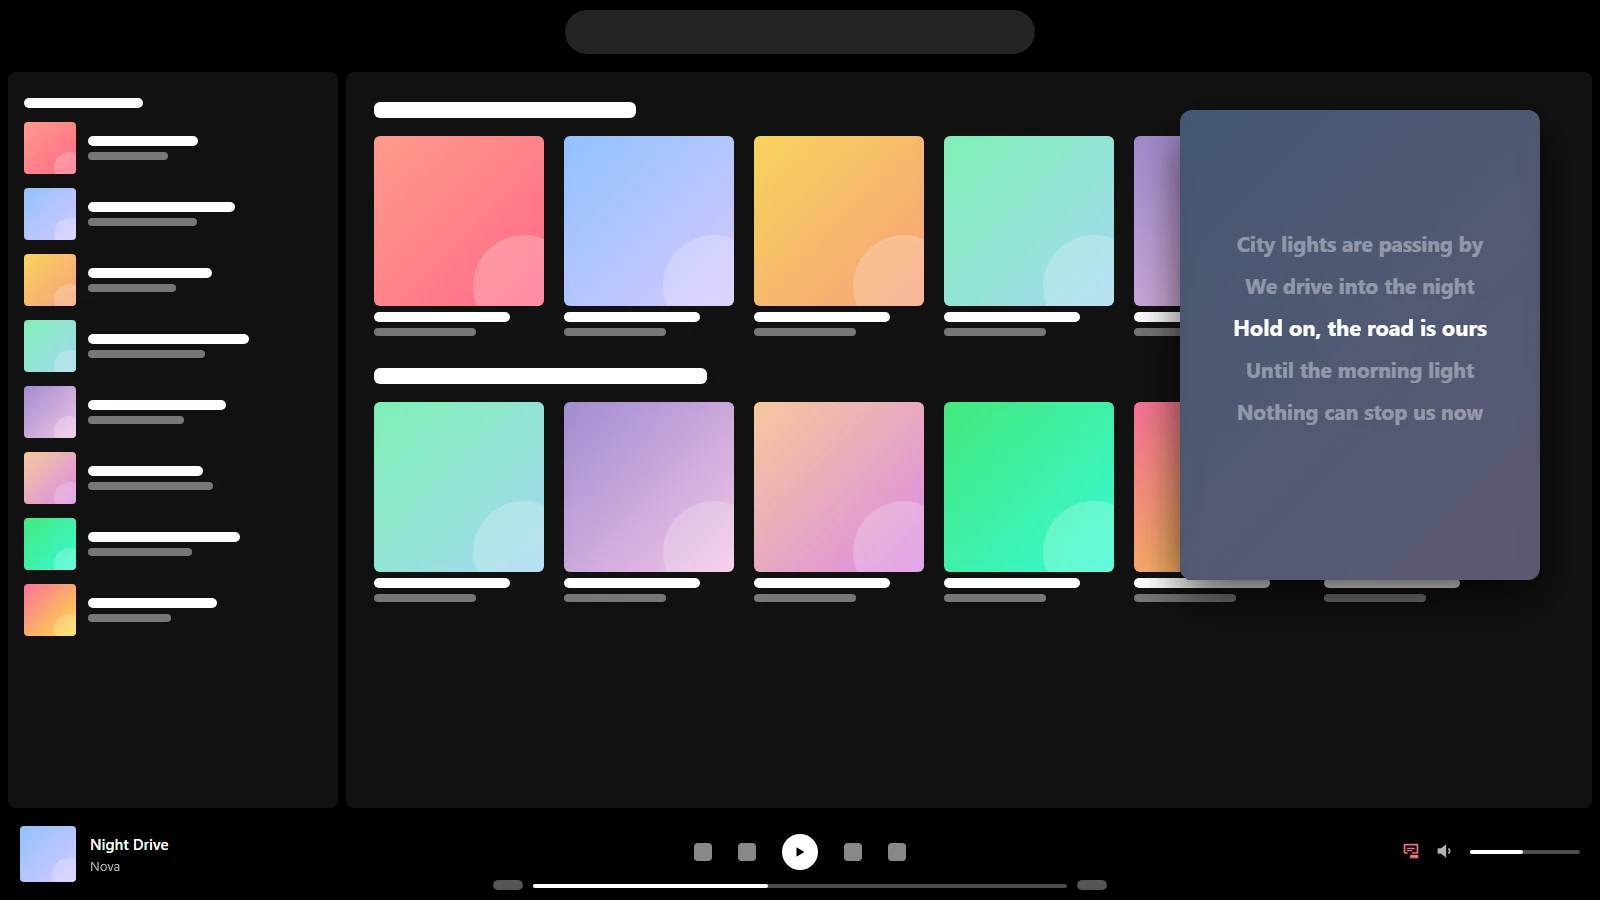 City lights are passing by
We drive into the night
Hold on, the road is ours
Until the morning light
Nothing can stop us now
Night Drive
Nova